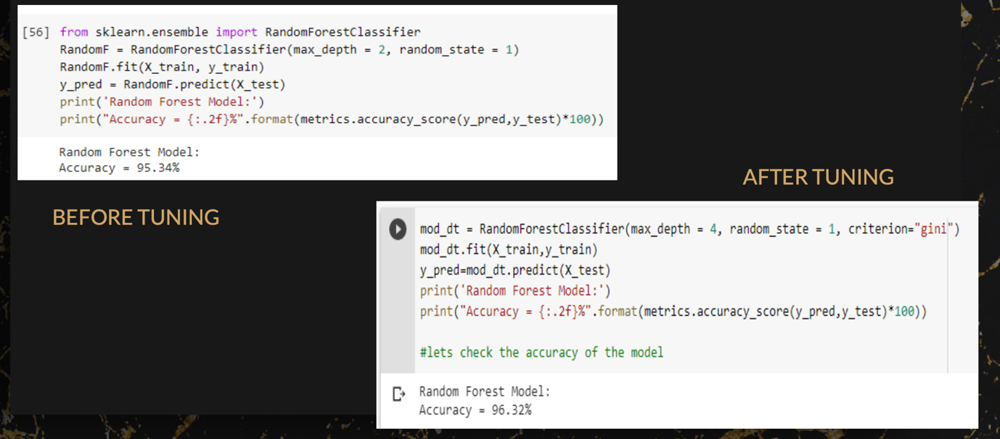 [56] from sklearn.ensemble import RandomForestClassifier
RandomF = RandomForestClassifier(max_depth = 2, random_state = 1)
RandomF.fit(X_train, y_train)
y_pred = RandomF.predict(X_test)
print('Random Forest Model:')
print("Accuracy = {:.2f}%".format(metrics.accuracy_score(y_pred,y_test)*100))
Random Forest Model:
Accuracy = 95.34%
BEFORE TUNING
AFTER TUNING
mod_dt = RandomForestClassifier(max_depth = 4, random_state = 1, criterion="gini")
mod_dt.fit(X_train,y_train)
y_pred=mod_dt.predict(X_test)
print('Random Forest Model:')
print("Accuracy = {:.2f}%".format(metrics.accuracy_score(y_pred,y_test)*100))
#lets check the accuracy of the model
Random Forest Model:
Accuracy = 96.32%